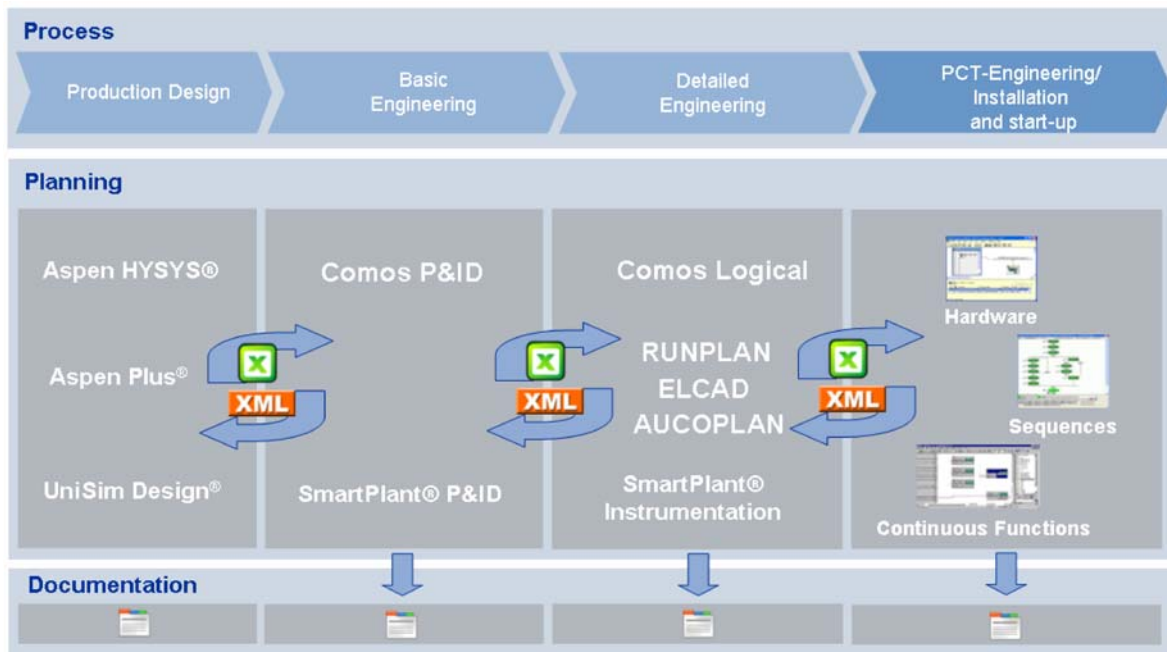 Process
Production Design
Basic
Engineering
Detailed
Engineering
PCT-Engineering/
Installation
and start-up
Planning
Aspen HYSYS®
Aspen Plus®
UniSim Design®
X
XML
Comos P&ID
SmartPlant® P&ID
X
XML
Comos Logical
RUNPLAN
ELCAD
AUCOPLAN
SmartPlant®
Instrumentation
X
XML
Hardware
Sequences
Continuous Functions
Documentation